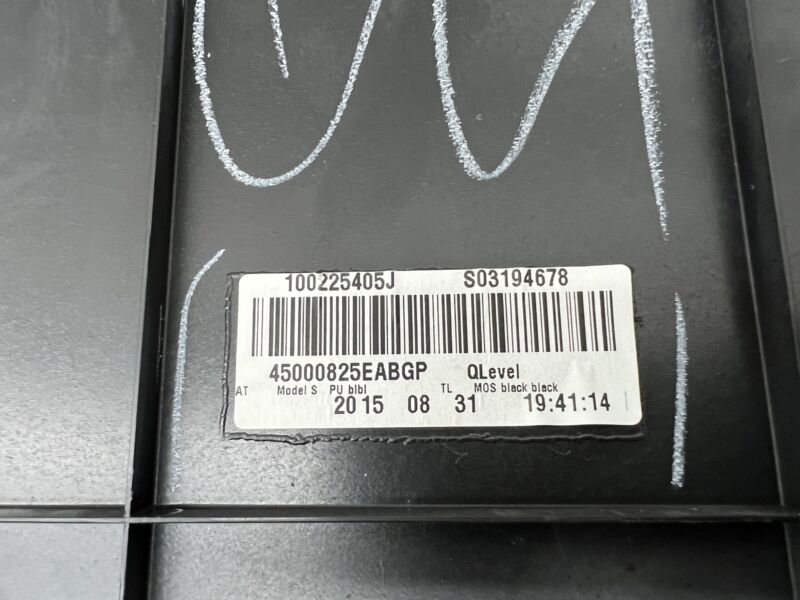 100225405J S03194678
45000825EABGP QLevel
AT Model S PU blbl TL MOS black black
2015 08 31 19:41:14